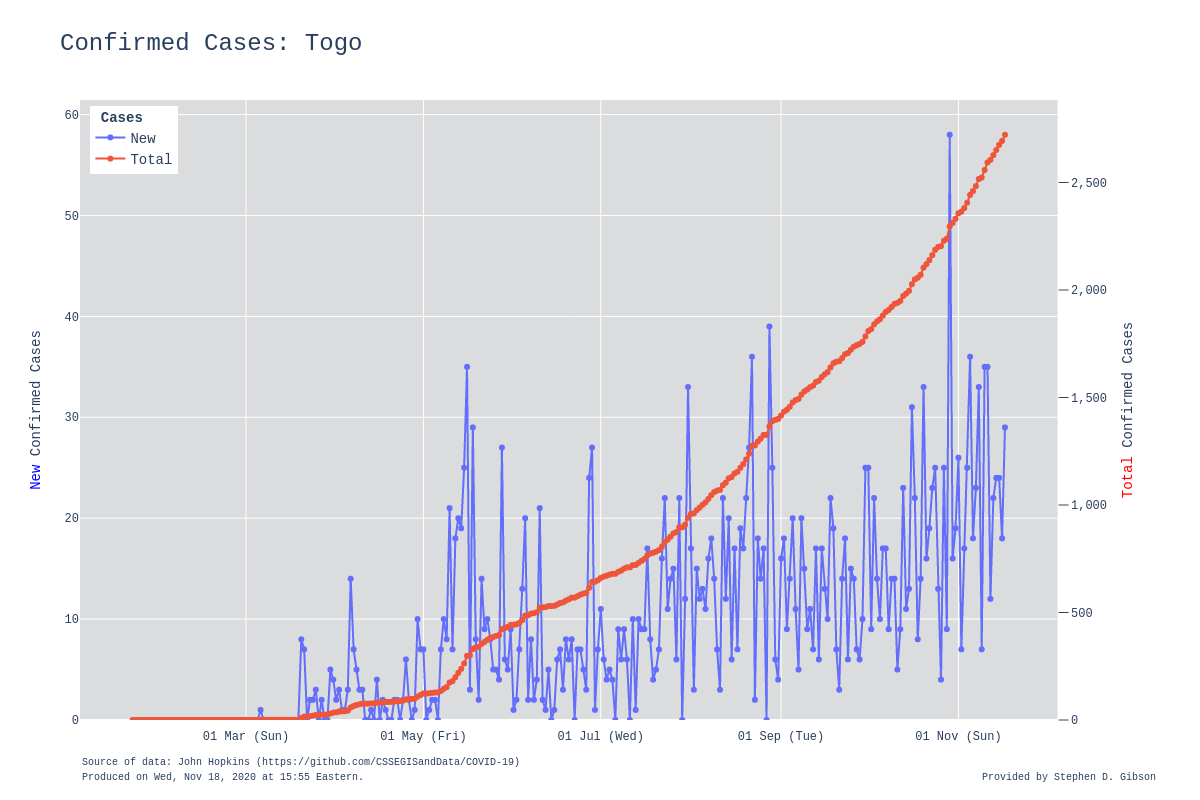 Confirmed Cases: Togo
Cases
New
Total
60
50
40
30
20
10
0
2,500
2,000
1,500
1,000
500
0
New Confirmed Cases
Total Confirmed Cases
01 Mar (Sun)
01 May (Fri)
01 Jul (Wed)
01 Sep (Tue)
01 Nov (Sun)
Source of data: John Hopkins (https://github.com/CSSEGISandData/COVID-19)
Produced on Wed, Nov 18, 2020 at 15:55 Eastern.
Provided by Stephen D. Gibson